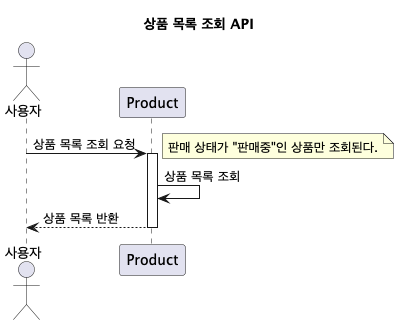 상품 목록 조회 API
사용자
Product
상품 목록 조회 요청
판매 상태가 "판매중"인 상품만 조회된다.
상품 목록 조회
상품 목록 반환
사용자
Product